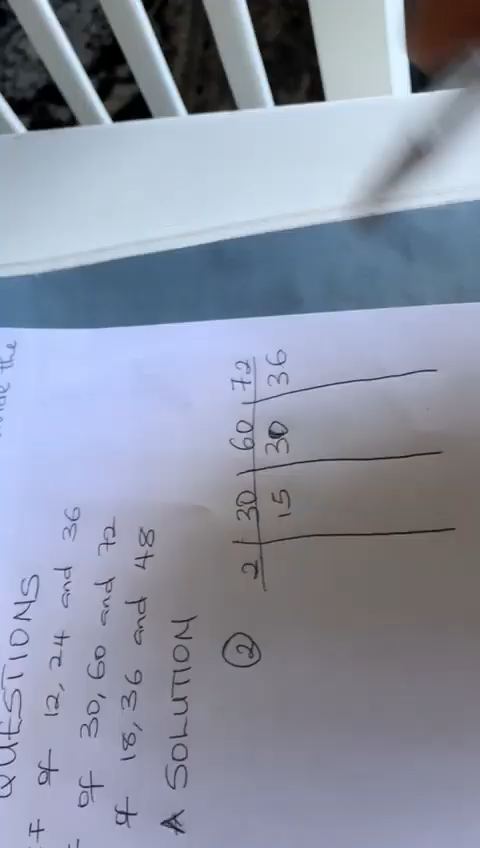 the
QUESTIONS
of 12, 24 and 36
of 30, 60 and 72
of 18, 36 and 48
A SOLUTION
② 2 30 60 72
15 30 36